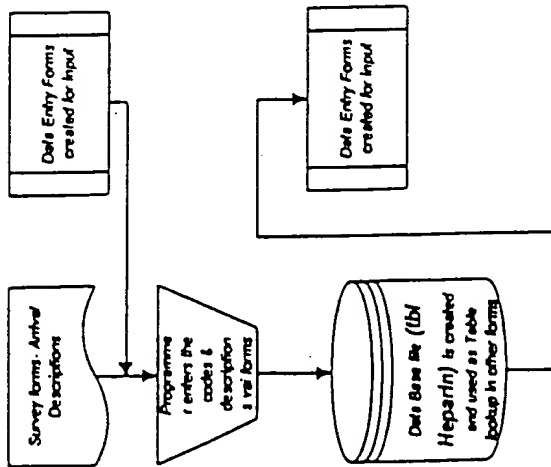 Survey forms - Arrival
Descriptions
Data Entry Forms
created for Input
Programme
r enters the
codes &
description
forms
Data Base file (tbl
Heparin) is created
and used as Table
lookup in other forms
Data Entry Forms
created for Input